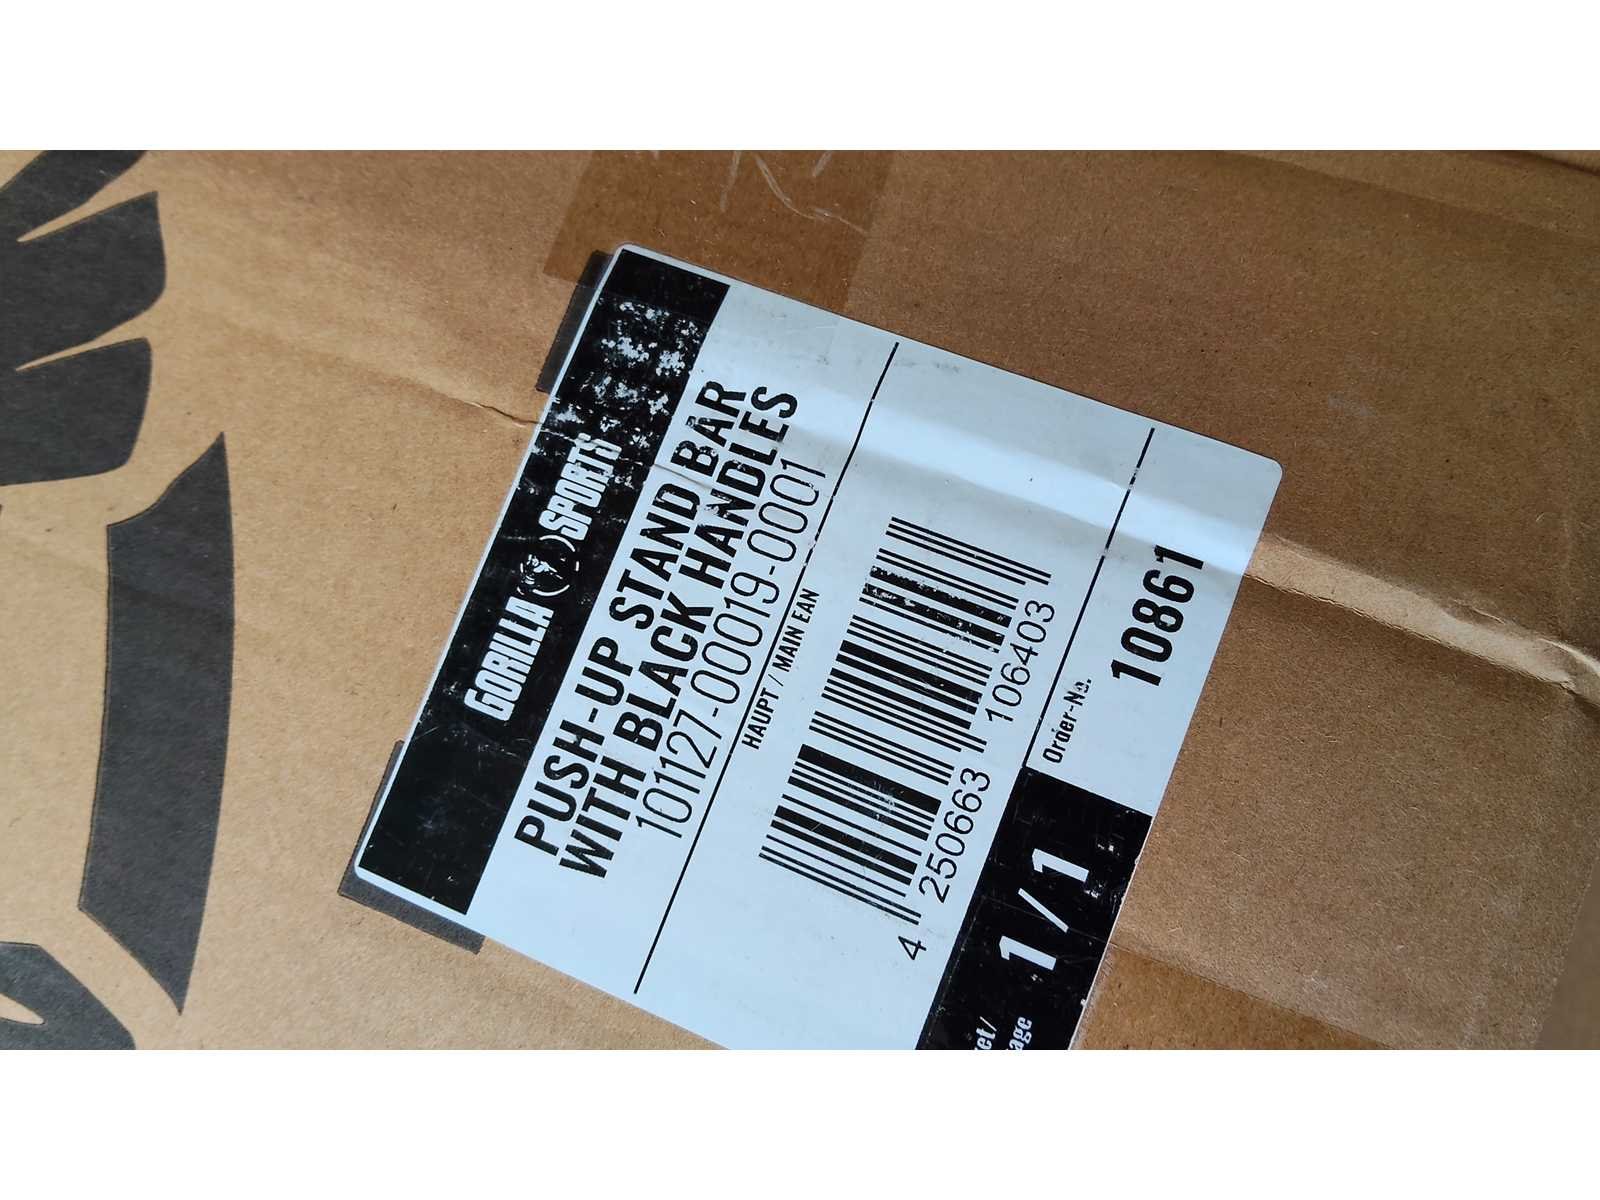 GORILLA SPORTS
PUSH-UP STAND BAR
WITH BLACK HANDLES
101127-00019-0001
HAUPT / MAIN EAN
4 250663 106403
Order-No.
10861
1 / 1